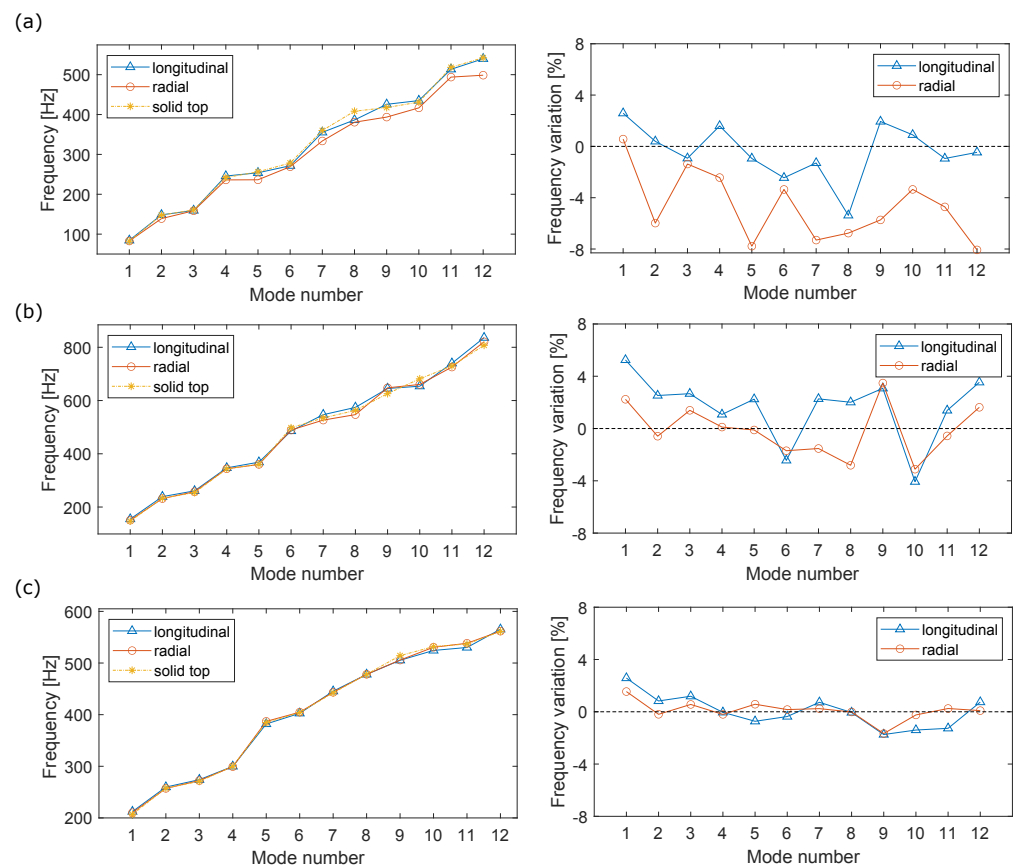 (a)
Frequency [Hz]
500
400
300
200
100
longitudinal
radial
solid top
1 2 3 4 5 6 7 8 9 10 11 12
Mode number
Frequency variation [%]
8
4
0
-4
-8
longitudinal
radial
1 2 3 4 5 6 7 8 9 10 11 12
Mode number
(b)
Frequency [Hz]
800
600
400
200
longitudinal
radial
solid top
1 2 3 4 5 6 7 8 9 10 11 12
Mode number
Frequency variation [%]
8
4
0
-4
-8
longitudinal
radial
1 2 3 4 5 6 7 8 9 10 11 12
Mode number
(c)
Frequency [Hz]
600
500
400
300
200
longitudinal
radial
solid top
1 2 3 4 5 6 7 8 9 10 11 12
Mode number
Frequency variation [%]
8
4
0
-4
-8
longitudinal
radial
1 2 3 4 5 6 7 8 9 10 11 12
Mode number